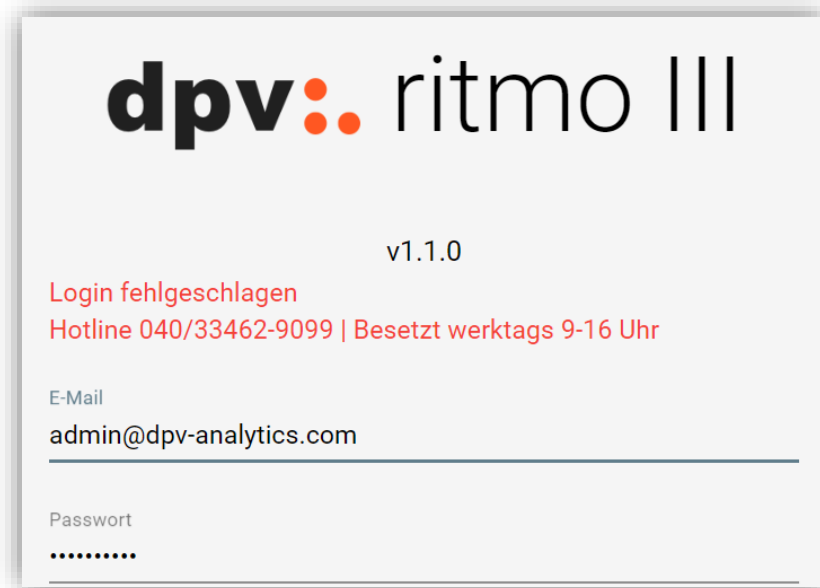 dpv:. ritmo III
v1.1.0
Login fehlgeschlagen
Hotline 040/33462-9099 | Besetzt werktags 9-16 Uhr
E-Mail
admin@dpv-analytics.com
Passwort
••••••••••